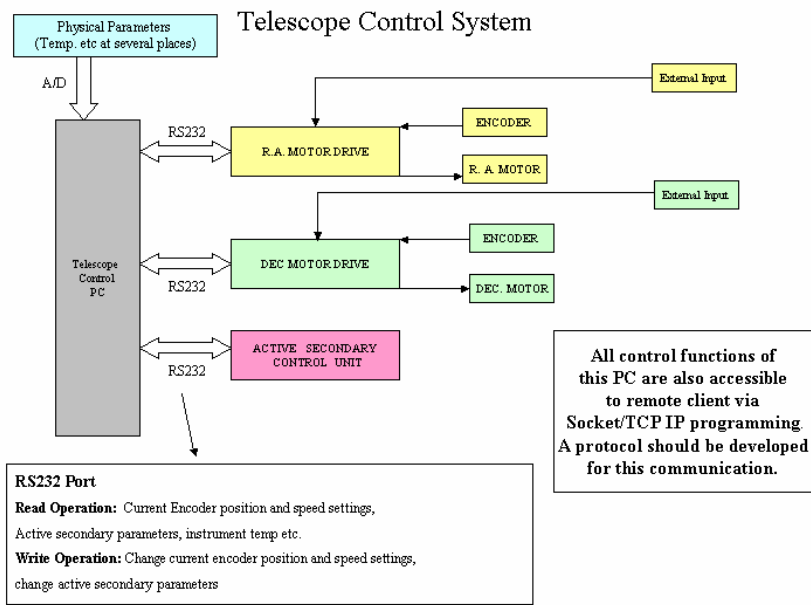 Telescope Control System
Physical Parameters
(Temp. etc at several places)
A/D
External Input
RS232
ENCODER
R.A. MOTOR DRIVE
R. A. MOTOR
External Input
ENCODER
DEC MOTOR DRIVE
RS232
DEC. MOTOR
Telescope
Control
PC
ACTIVE SECONDARY
CONTROL UNIT
RS232
All control functions of
this PC are also accessible
to remote client via
Socket/TCP IP programming.
A protocol should be developed
for this communication.
RS232 Port
Read Operation: Current Encoder position and speed settings,
Active secondary parameters, instrument temp etc.
Write Operation: Change current encoder position and speed settings,
change active secondary parameters